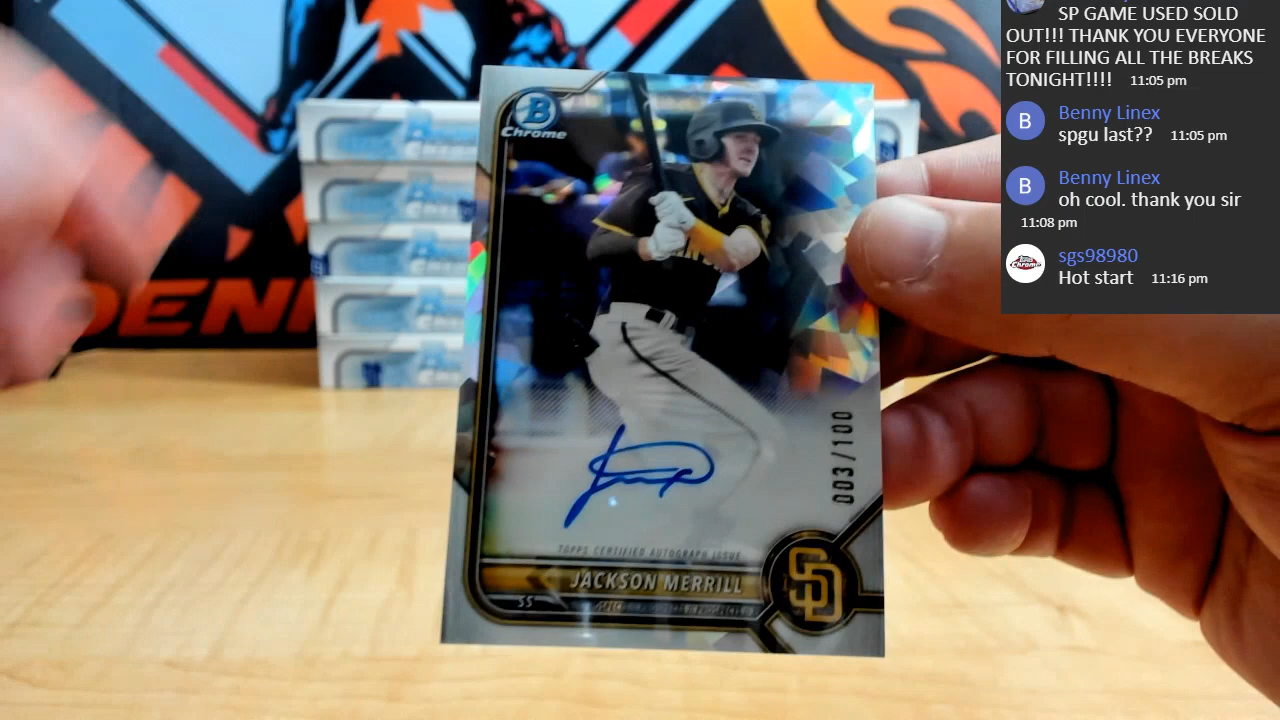 SP GAME USED SOLD
OUT!!! THANK YOU EVERYONE
FOR FILLING ALL THE BREAKS
TONIGHT!!!! 11:05 pm
B Benny Linex
spgu last?? 11:05 pm
B Benny Linex
oh cool. thank you sir
11:08 pm
sgs98980
Hot start 11:16 pm
B
Chrome
003/100
TOPPS CERTIFIED AUTOGRAPH ISSUE
JACKSON MERRILL
SS
SD
DENI